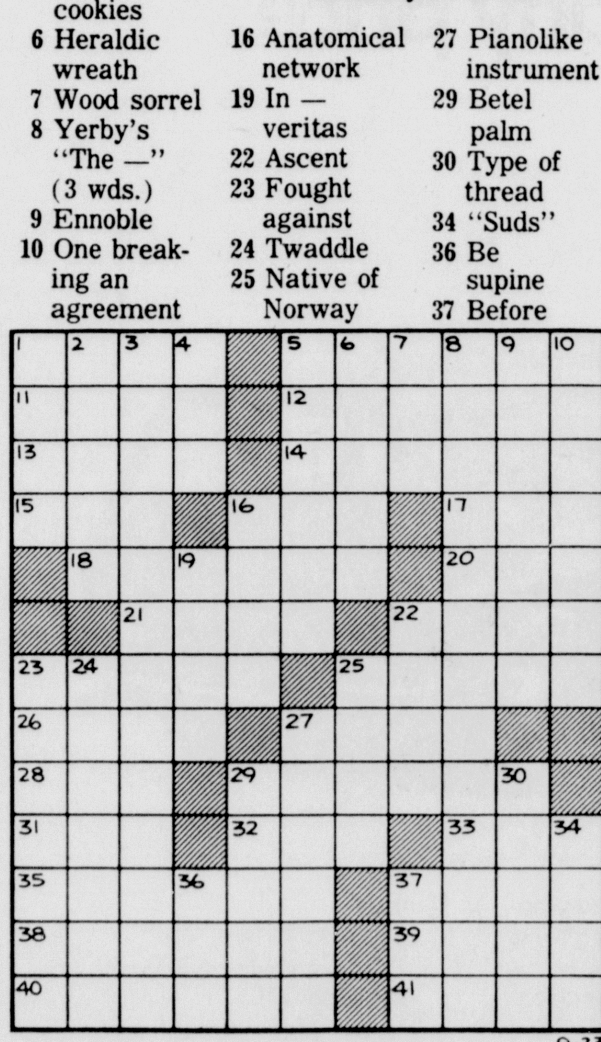 cookies
6 Heraldic
wreath
7 Wood sorrel
8 Yerby's
"The —"
(3 wds.)
9 Ennoble
10 One break-
ing an
agreement
16 Anatomical
network
19 In —
veritas
22 Ascent
23 Fought
against
24 Twaddle
25 Native of
Norway
27 Pianolike
instrument
29 Betel
palm
30 Type of
thread
34 "Suds"
36 Be
supine
37 Before
1 2 3 4 5 6 7 8 9 10
11 12
13 14
15 16 17
18 19 20
21 22
23 24 25
26 27
28 29 30
31 32 33 34
35 36 37
38 39
40 41